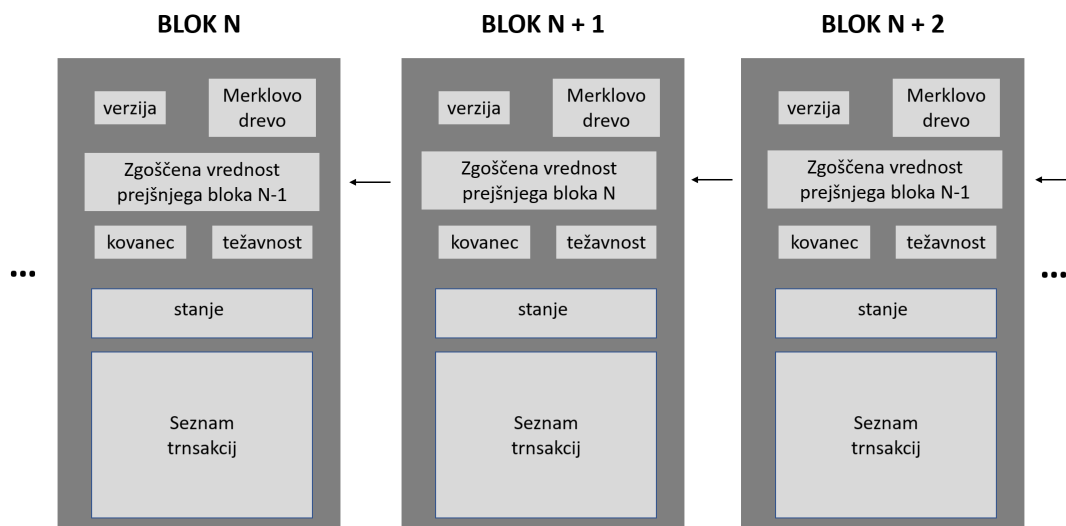 BLOK N
verzija
Merklovo
drevo
Zgoščena vrednost
prejšnjega bloka N-1
kovanec
težavnost
stanje
Seznam
trnsakcij
BLOK N + 1
verzija
Merklovo
drevo
Zgoščena vrednost
prejšnjega bloka N
kovanec
težavnost
stanje
Seznam
trnsakcij
BLOK N + 2
verzija
Merklovo
drevo
Zgoščena vrednost
prejšnjega bloka N-1
kovanec
težavnost
stanje
Seznam
trnsakcij
...
...